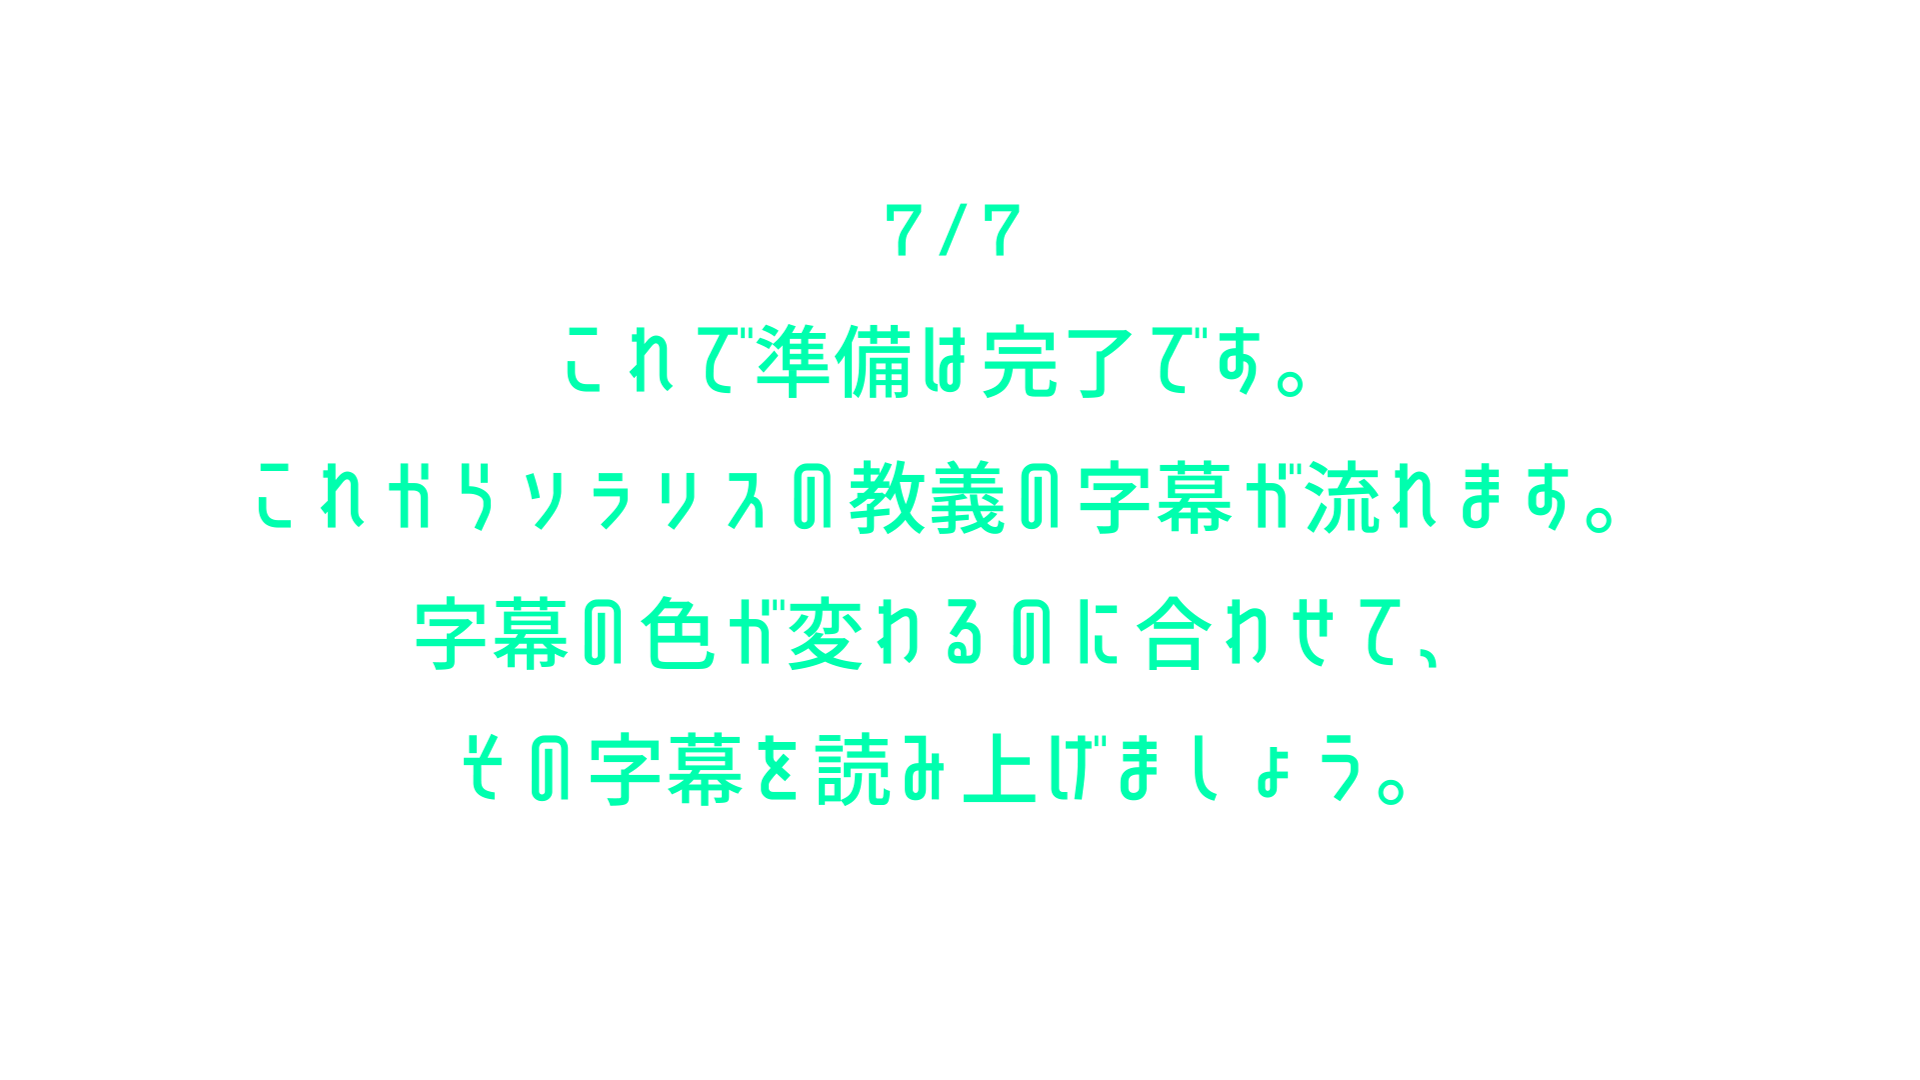 7/7
これで準備は完了です。
これからソラリスの教義の字幕が流れます。
字幕の色が変わるのに合わせて、
その字幕を読み上げましょう。